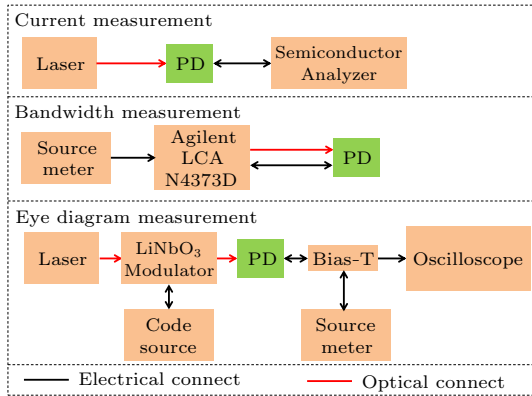 Current measurement
Laser
PD
Semiconductor
Analyzer
Bandwidth measurement
Source
meter
Agilent
LCA
N4373D
PD
Eye diagram measurement
Laser
LiNbO₃
Modulator
PD
Bias-T
Oscilloscope
Code
source
Source
meter
Electrical connect
Optical connect